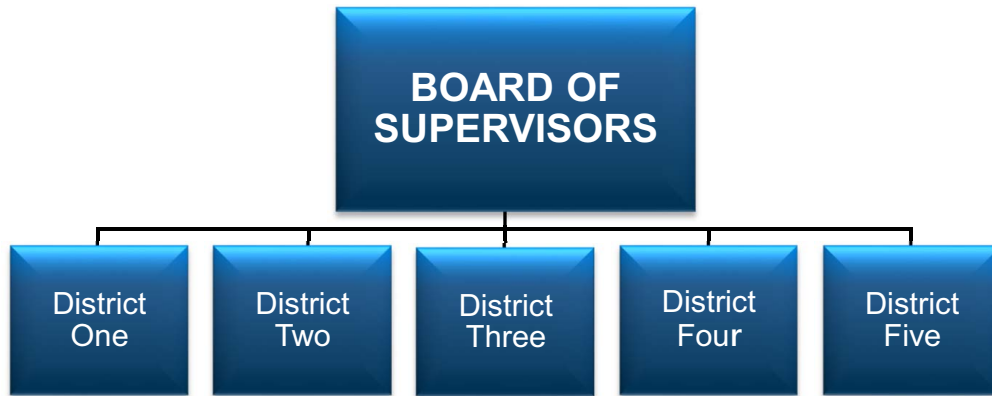 BOARD OF
SUPERVISORS
District
One
District
Two
District
Three
District
Four
District
Five